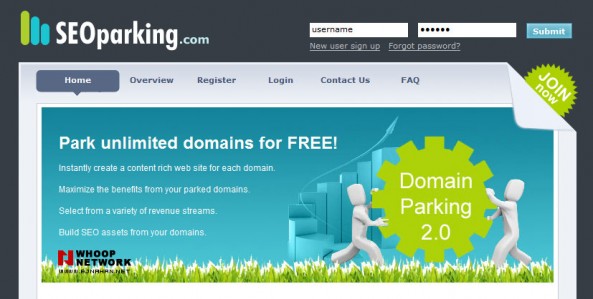 SEOparking.com
username
••••••
Submit
New user sign up Forgot password?
Home Overview Register Login Contact Us FAQ
JOIN
now
Park unlimited domains for FREE!
Instantly create a content rich web site for each domain.
Maximize the benefits from your parked domains.
Select from a variety of revenue streams.
Build SEO assets from your domains.
Domain
Parking
2.0
WHOOP
NETWORK